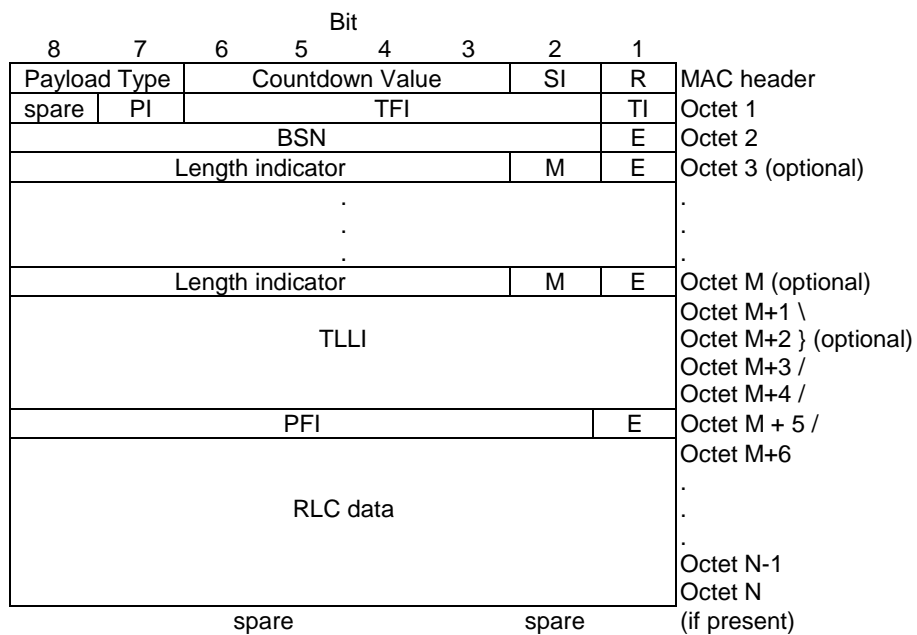 Bit
8 7 6 5 4 3 2 1
Payload Type Countdown Value SI R MAC header
spare PI TFI TI Octet 1
BSN E Octet 2
Length indicator M E Octet 3 (optional)
. .
. .
. .
Length indicator M E Octet M (optional)
Octet M+1 \
TLLI Octet M+2 } (optional)
Octet M+3 /
Octet M+4 /
PFI E Octet M + 5 /
Octet M+6
.
RLC data .
.
Octet N-1
Octet N
spare spare (if present)